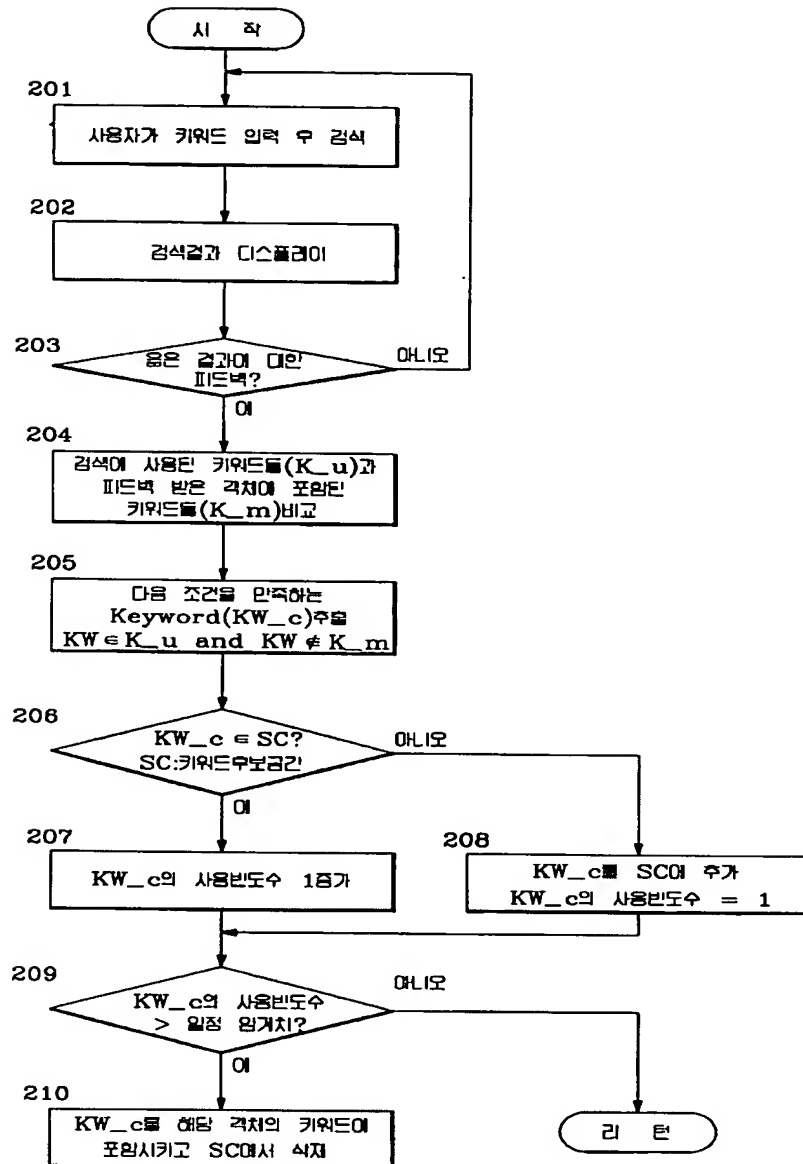 시 작
201
사용자가 키워드 입력 후 검색
202
검색결과 디스플레이
203
옳은 결과에 대한
피드백?
아니오
예
204
검색에 사용된 키워드들(K_u)과
피드백 받은 객체에 포함된
키워드들(K_m)비교
205
다음 조건을 만족하는
Keyword(KW_c)추출
KW∈K_u and KW∉K_m
206
KW_c∈SC?
SC:키워드후보공간
아니오
예
207
KW_c의 사용빈도수 1증가
208
KW_c를 SC에 추가
KW_c의 사용빈도수 = 1
209
KW_c의 사용빈도수
> 일정 임계치?
아니오
예
210
KW_c를 해당 객체의 키워드에
포함시키고 SC에서 삭제
리 턴